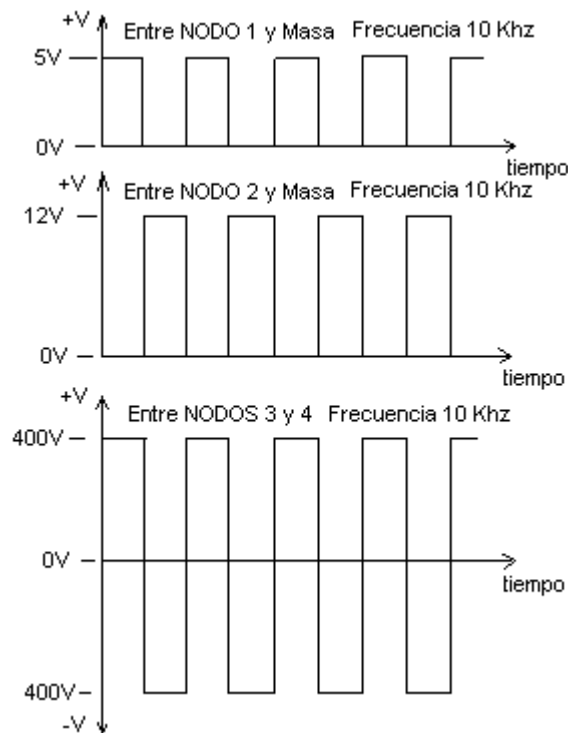 +V
Entre NODO 1 y Masa Frecuencia 10 Khz
5V
0V
tiempo
+V
Entre NODO 2 y Masa Frecuencia 10 Khz
12V
0V
tiempo
+V
Entre NODOS 3 y 4 Frecuencia 10 Khz
400V
0V
tiempo
400V
-V